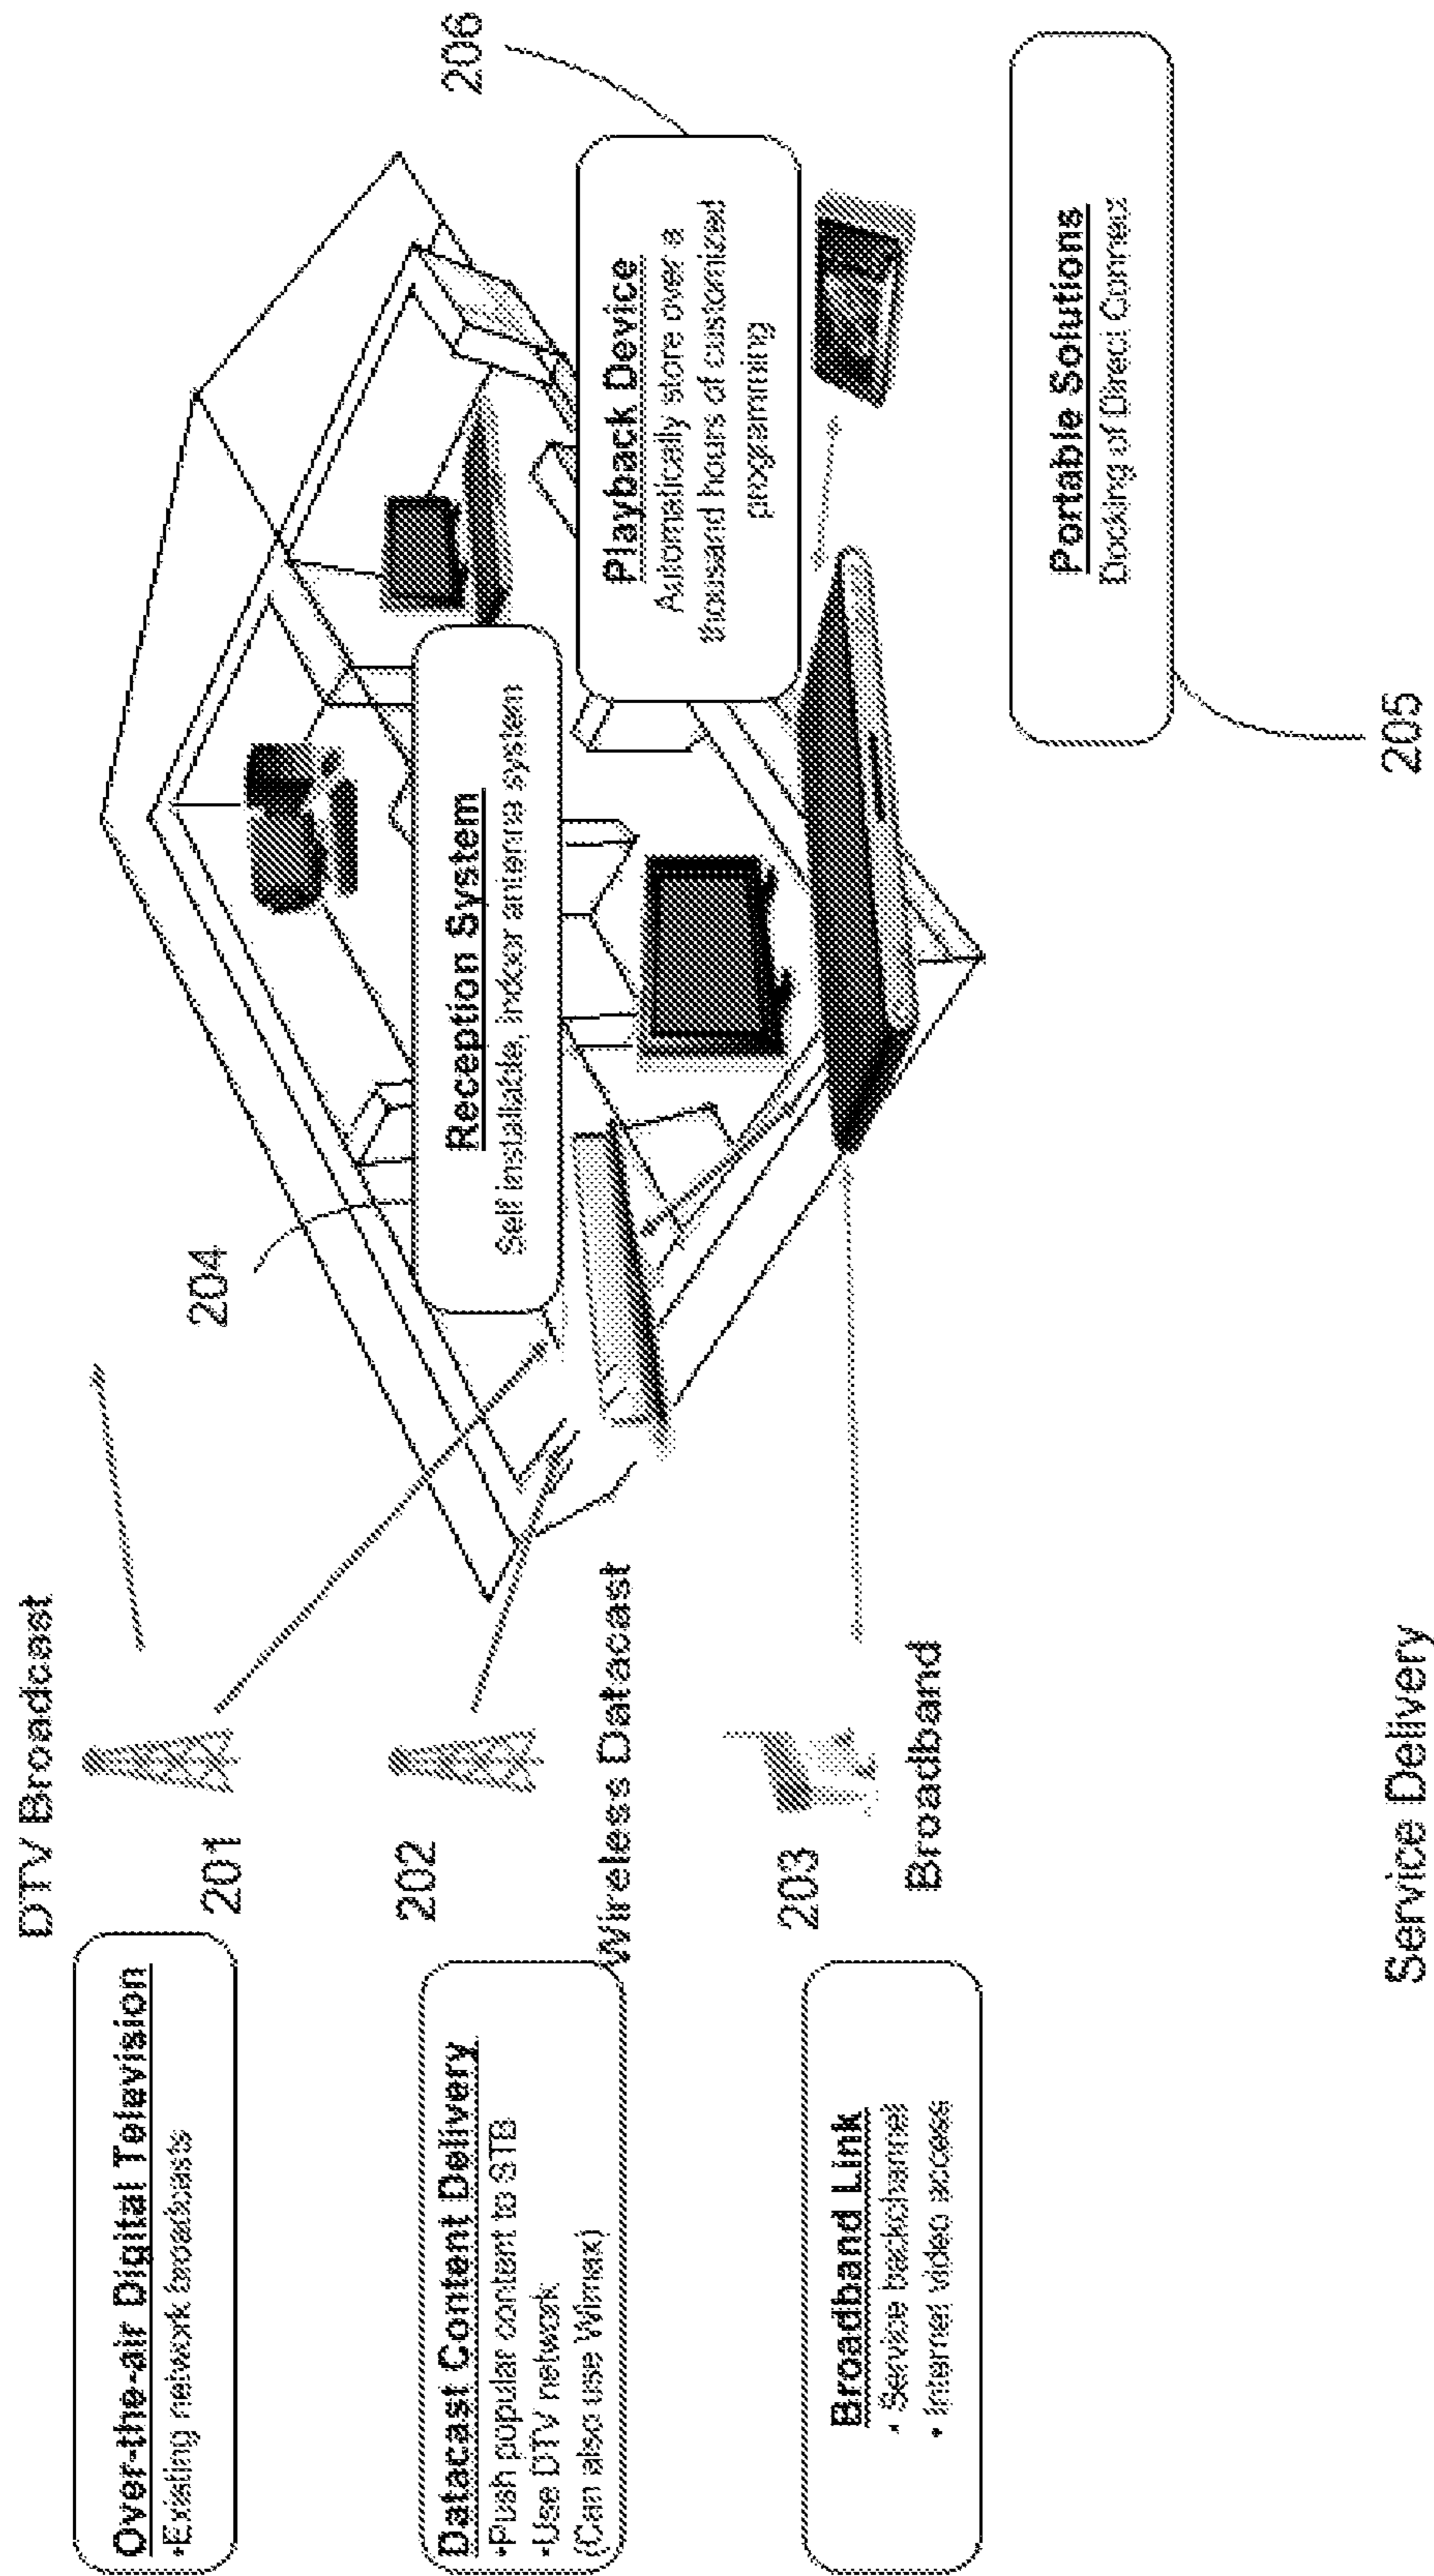 Over-the-air Digital Television
•Existing network broadcasts
DTV Broadcast
201
Datacast Content Delivery
•Push popular content to STB
•Use DTV network
(Can also use Wimax)
202
Wireless Datacast
Broadband Link
• Service backchannel
• Internet video access
203
Broadband
204
Reception System
Self installable, indoor antenna system
206
Playback Device
Automatically store over a
thousand hours of customized
programming
Portable Solutions
Docking of Direct Connex
205
Service Delivery